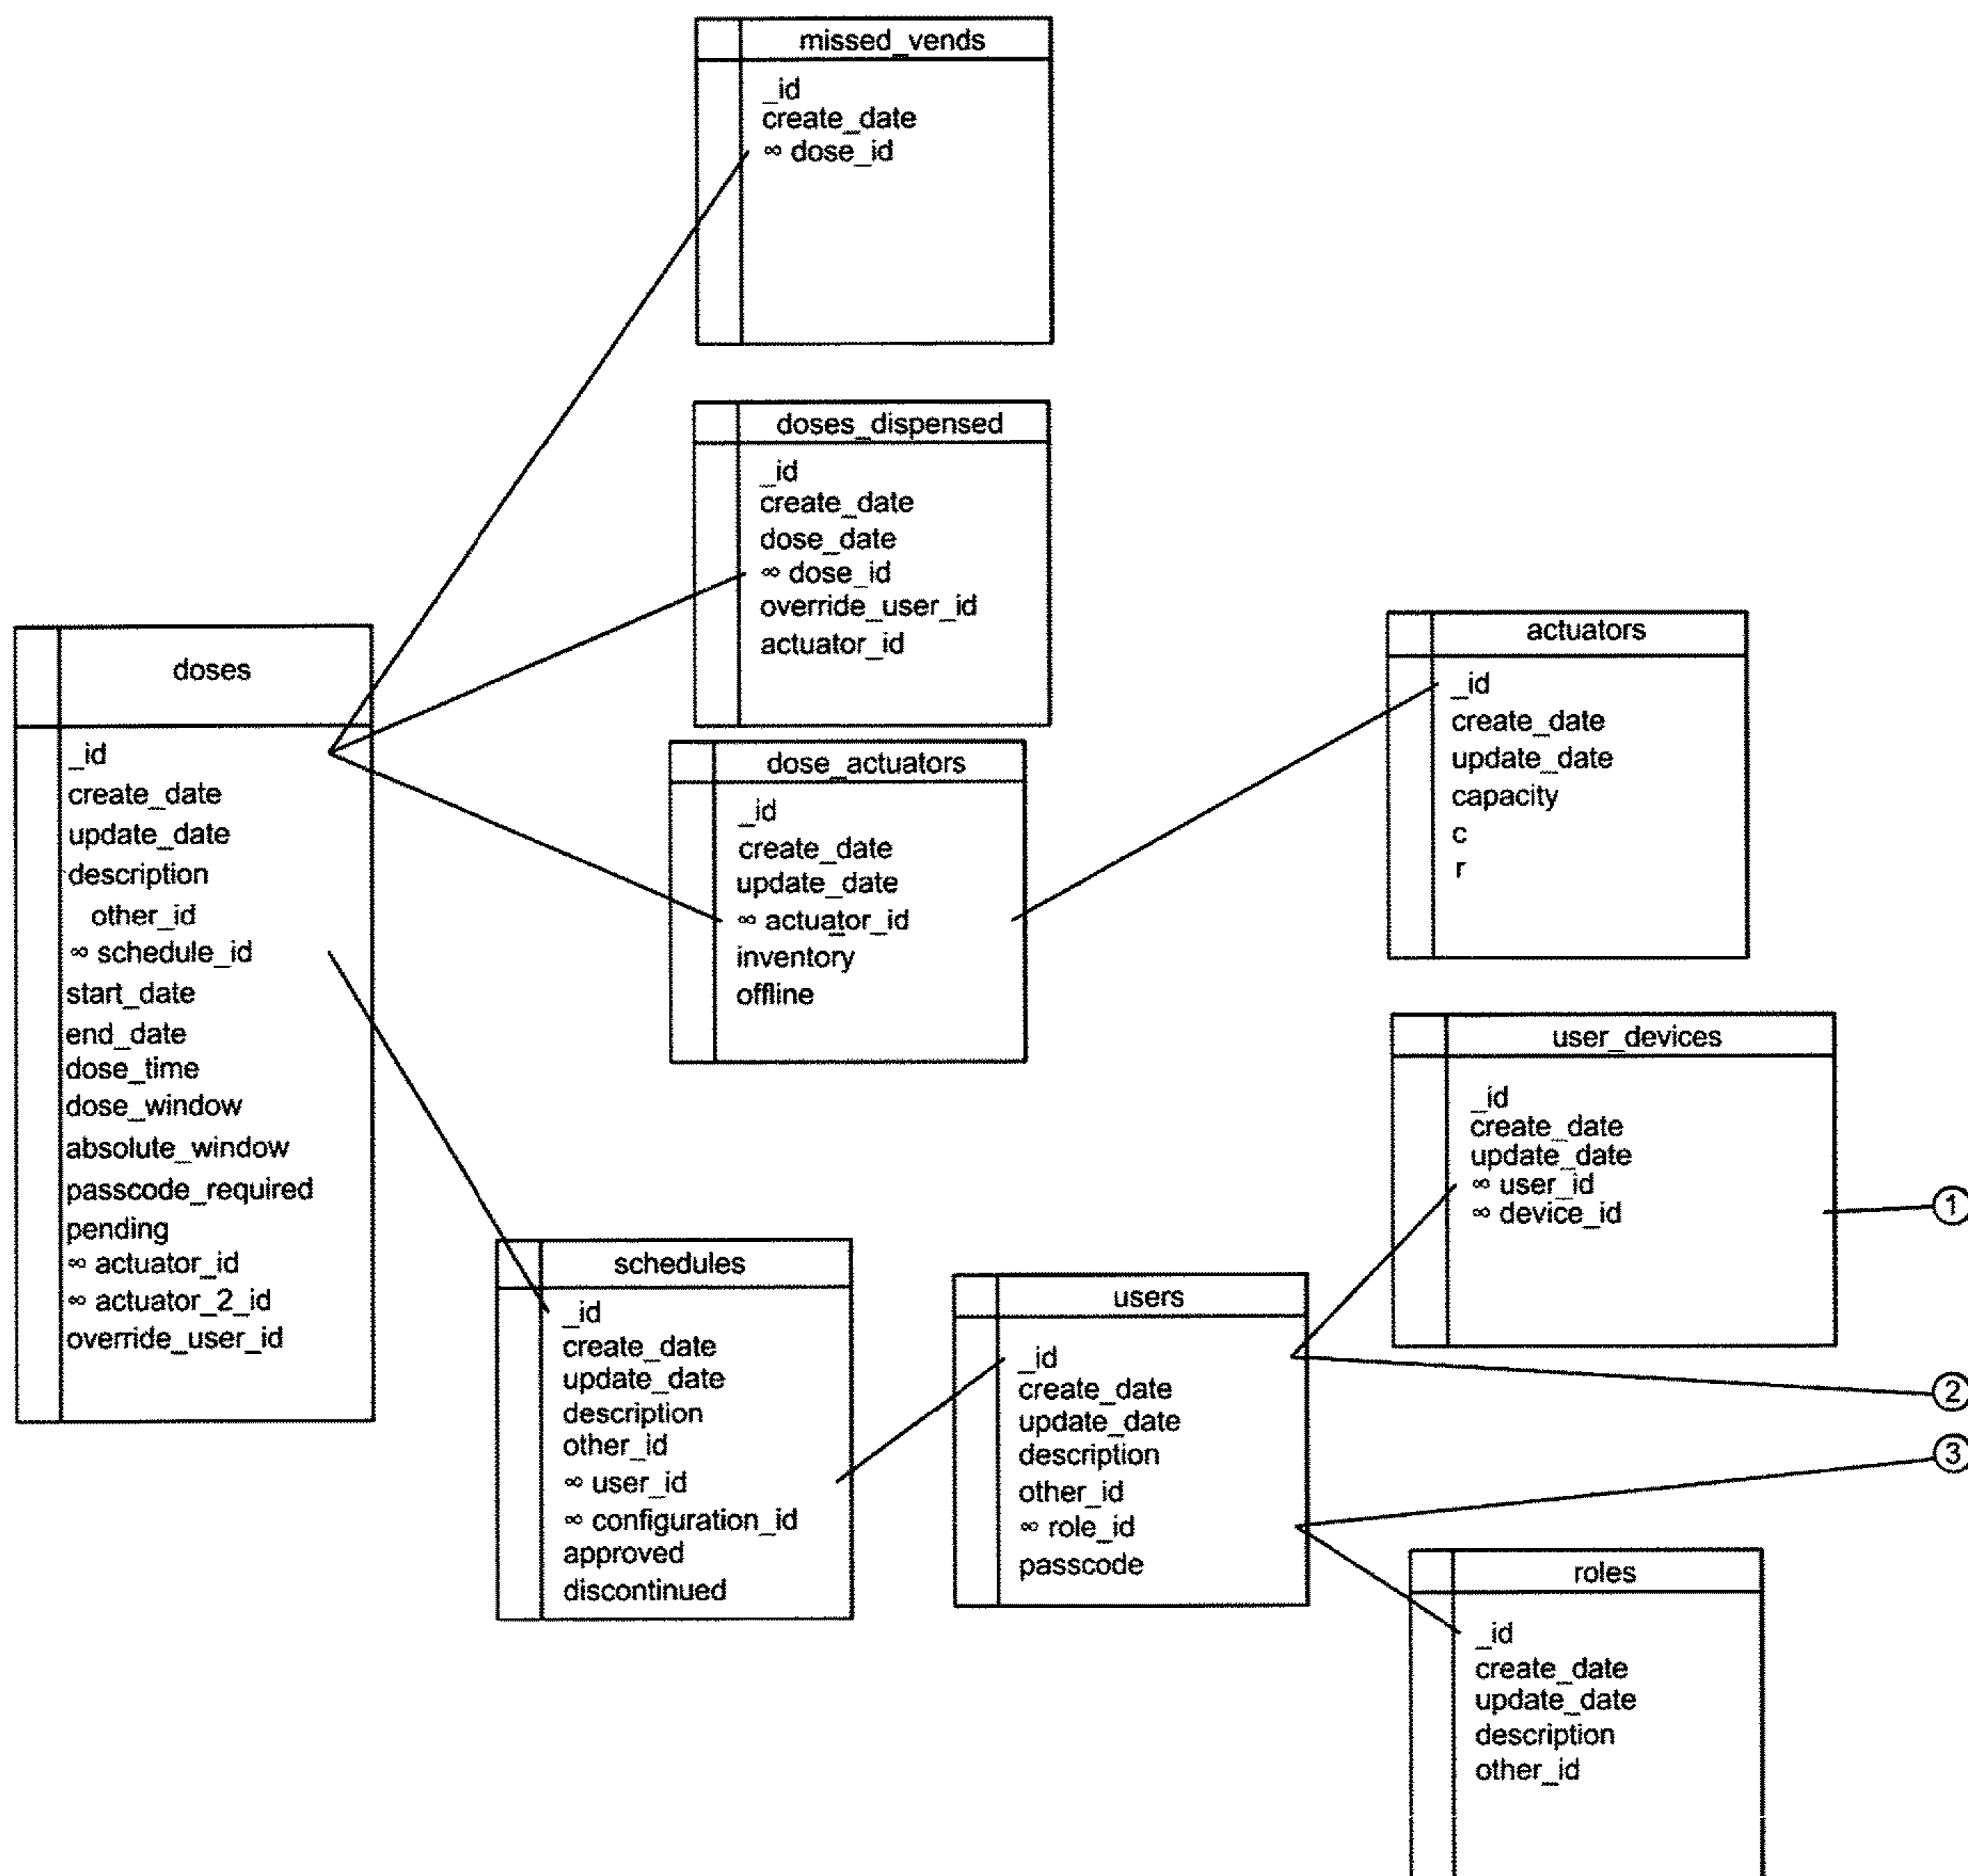 missed_vends
_id
create_date
∞ dose_id
doses_dispensed
_id
create_date
dose_date
∞ dose_id
override_user_id
actuator_id
doses
_id
create_date
update_date
description
other_id
∞ schedule_id
start_date
end_date
dose_time
dose_window
absolute_window
passcode_required
pending
∞ actuator_id
∞ actuator_2_id
override_user_id
dose_actuators
_id
create_date
update_date
∞ actuator_id
inventory
offline
actuators
_id
create_date
update_date
capacity
c
r
user_devices
_id
create_date
update_date
∞ user_id
∞ device_id
1
2
3
schedules
_id
create_date
update_date
description
other_id
∞ user_id
∞ configuration_id
approved
discontinued
users
_id
create_date
update_date
description
other_id
∞ role_id
passcode
roles
_id
create_date
update_date
description
other_id